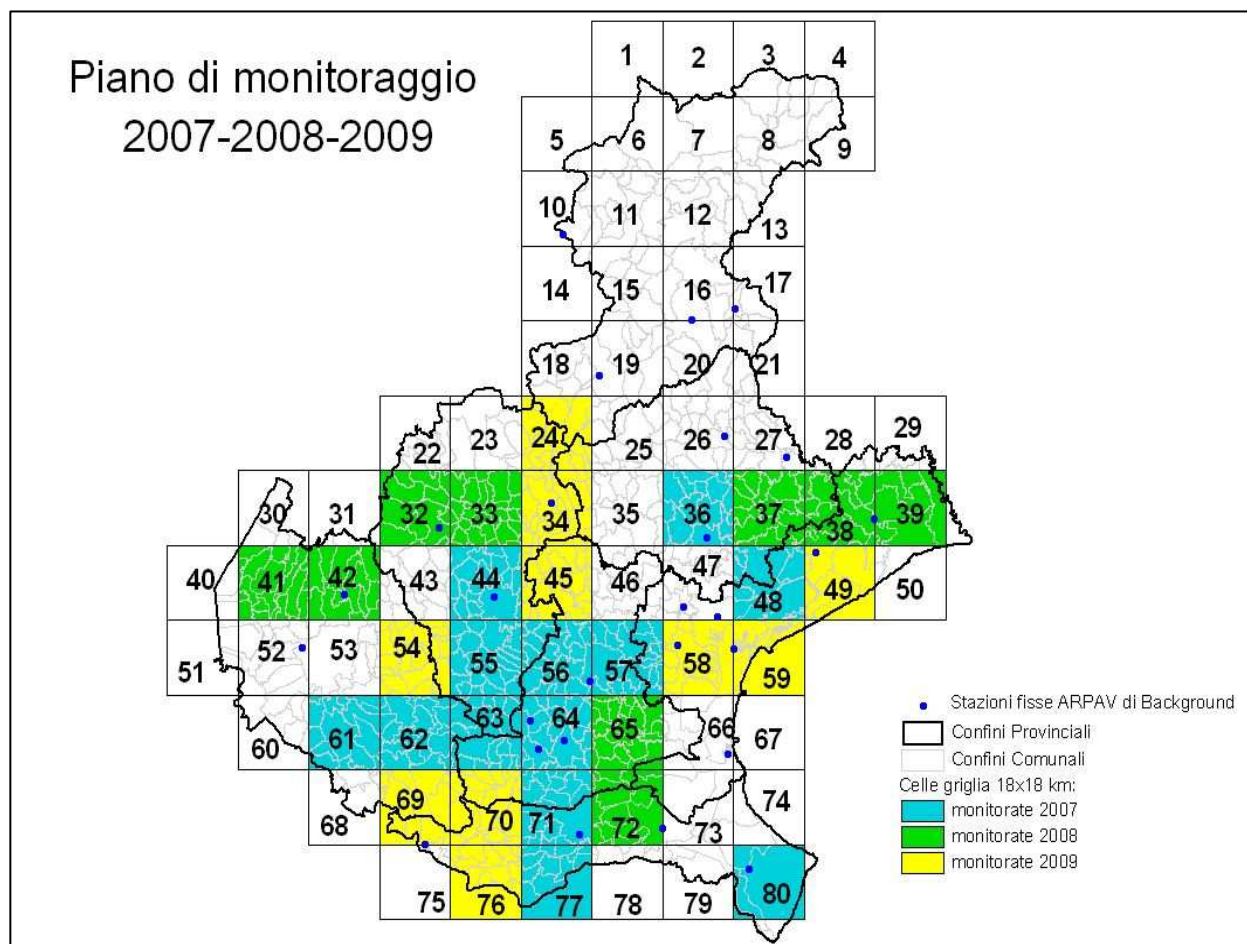 Piano di monitoraggio
2007-2008-2009
1 2 3 4
5 6 7 8 9
10 11 12 13
14 15 16 17
18 19 20 21
22 23 24 25 26 27 28 29
30 31 32 33 34 35 36 37 38 39
40 41 42 43 44 45 46 47 48 49 50
51 52 53 54 55 56 57 58 59
60 61 62 63 64 65 66 67
68 69 70 71 72 73 74
75 76 77 78 79 80
Stazioni fisse ARPAV di Background
Confini Provinciali
Confini Comunali
Celle griglia 18x18 km:
monitorate 2007
monitorate 2008
monitorate 2009